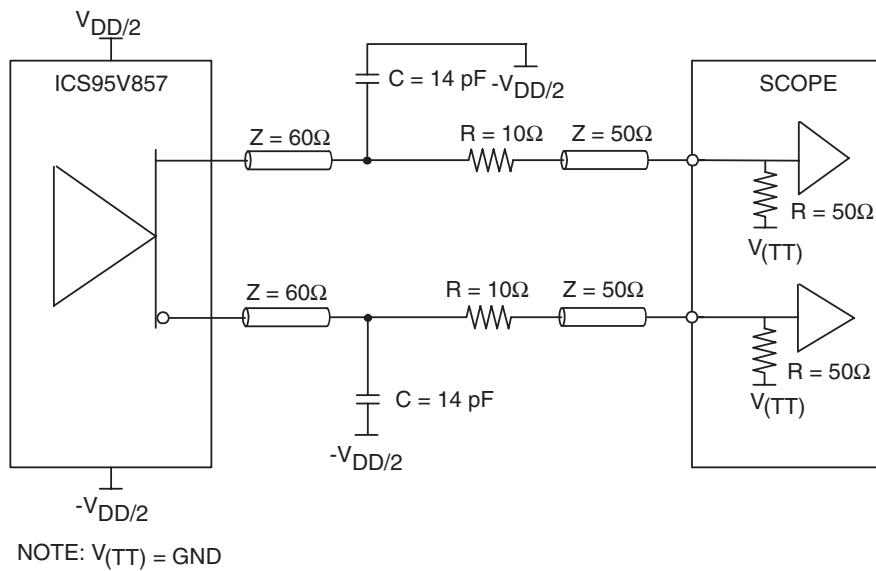 VDD/2
ICS95V857
C = 14 pF
-VDD/2
SCOPE
Z = 60Ω
R = 10Ω
Z = 50Ω
R = 50Ω
V(TT)
Z = 60Ω
R = 10Ω
Z = 50Ω
R = 50Ω
V(TT)
C = 14 pF
-VDD/2
-VDD/2
NOTE: V(TT) = GND